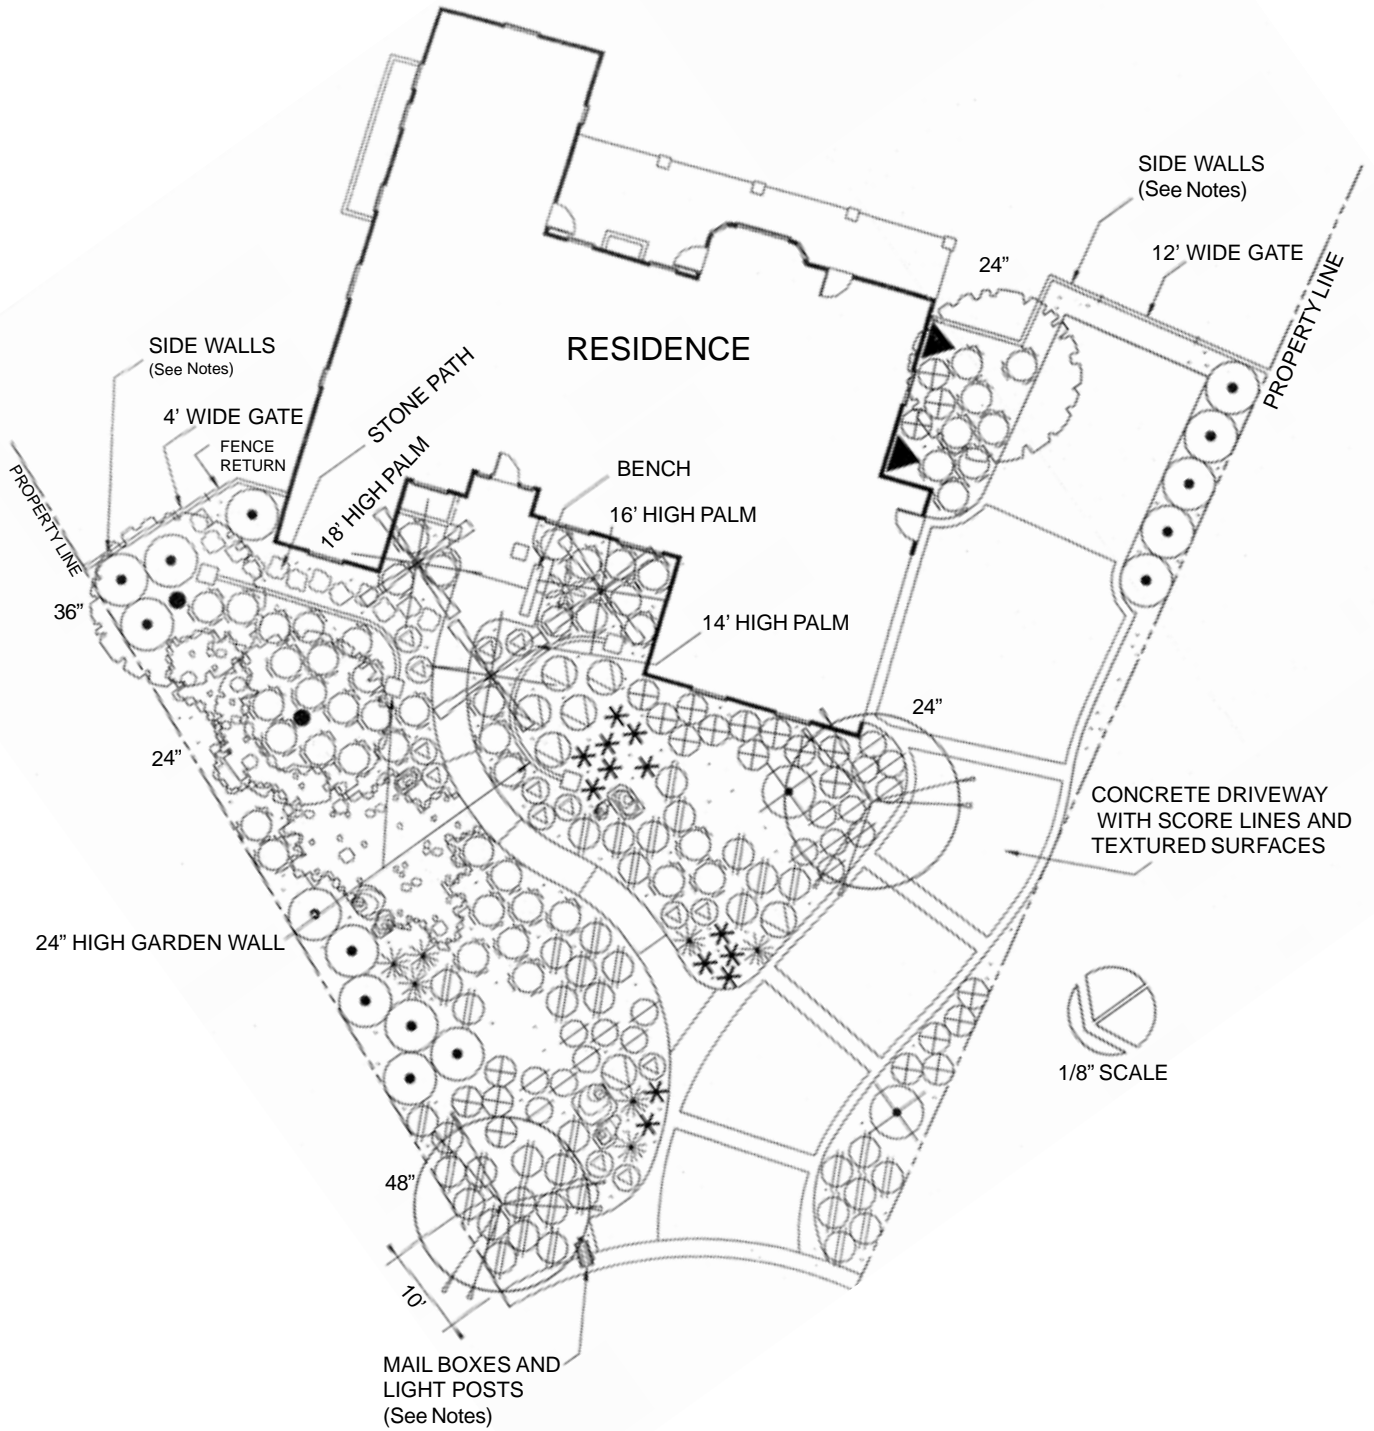 SIDE WALLS
(See Notes)
12’ WIDE GATE
24”
PROPERTY LINE
RESIDENCE
SIDE WALLS
(See Notes)
STONE PATH
4’ WIDE GATE
FENCE
RETURN
18’ HIGH PALM
BENCH
16’ HIGH PALM
PROPERTY LINE
36”
14’ HIGH PALM
24”
24”
CONCRETE DRIVEWAY
WITH SCORE LINES AND
TEXTURED SURFACES
24” HIGH GARDEN WALL
1/8” SCALE
48”
10’
MAIL BOXES AND
LIGHT POSTS
(See Notes)